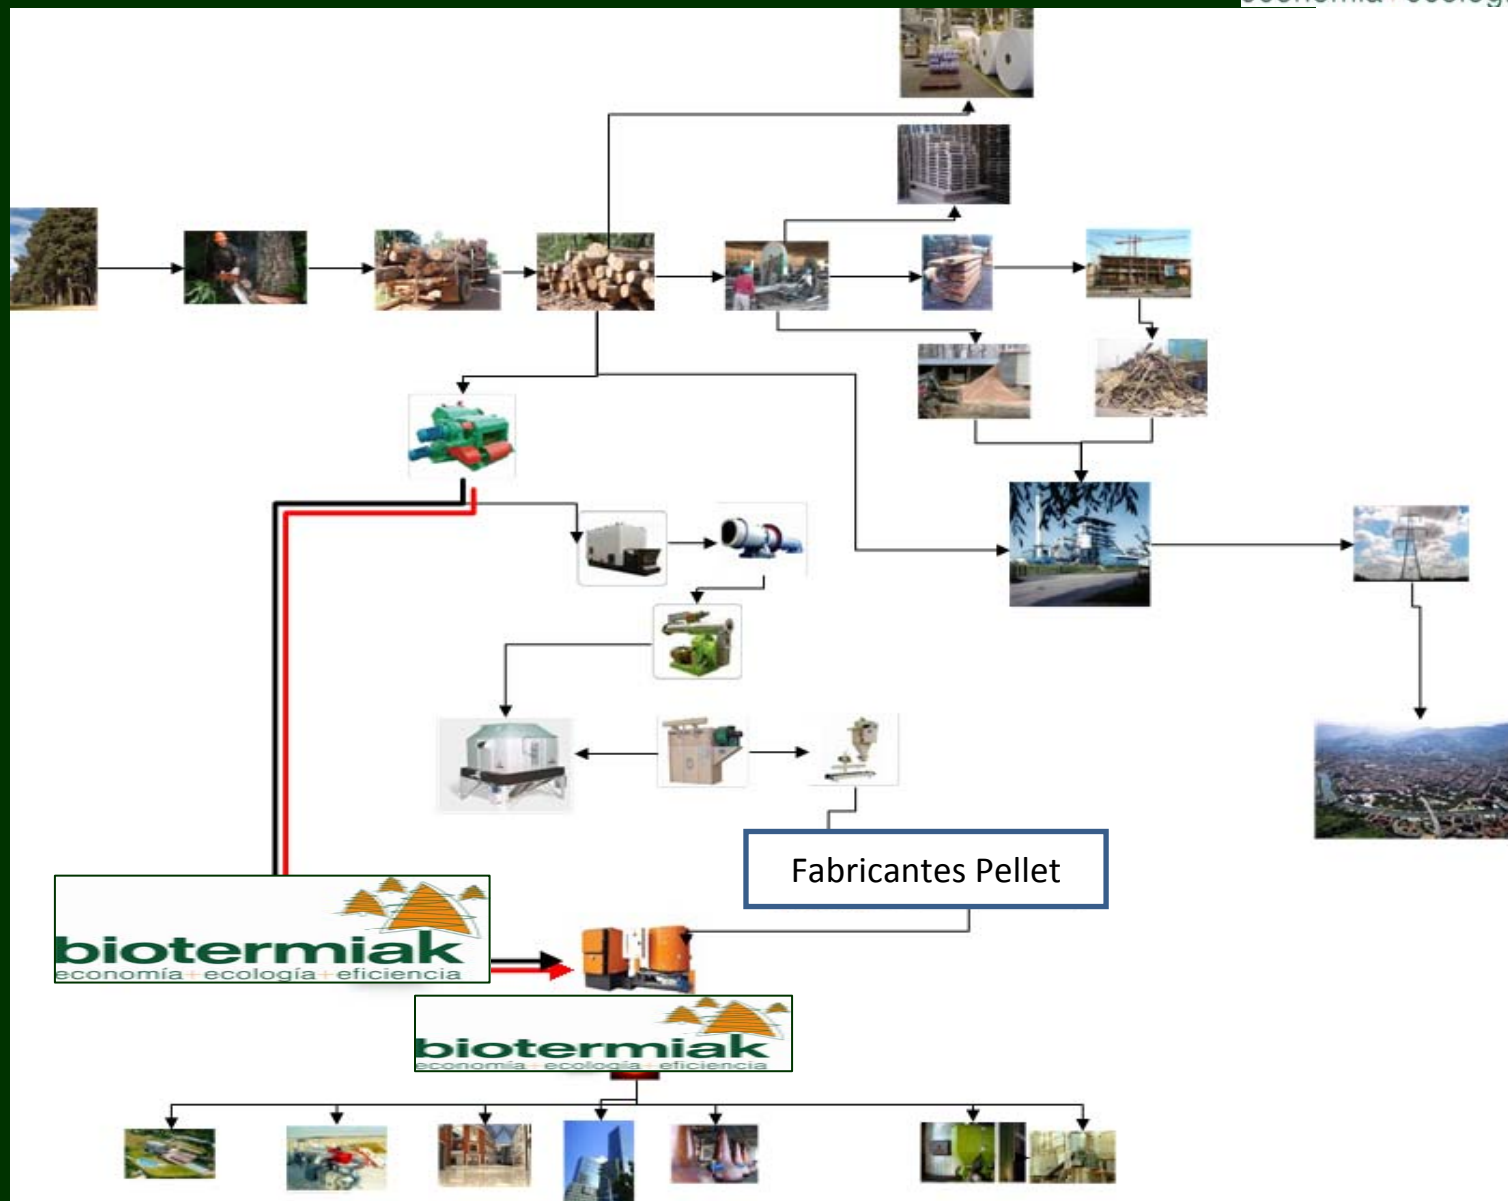 Fabricantes Pellet
biotermiak
economía+ecología+eficiencia
biotermiak
economía+ecología+eficiencia